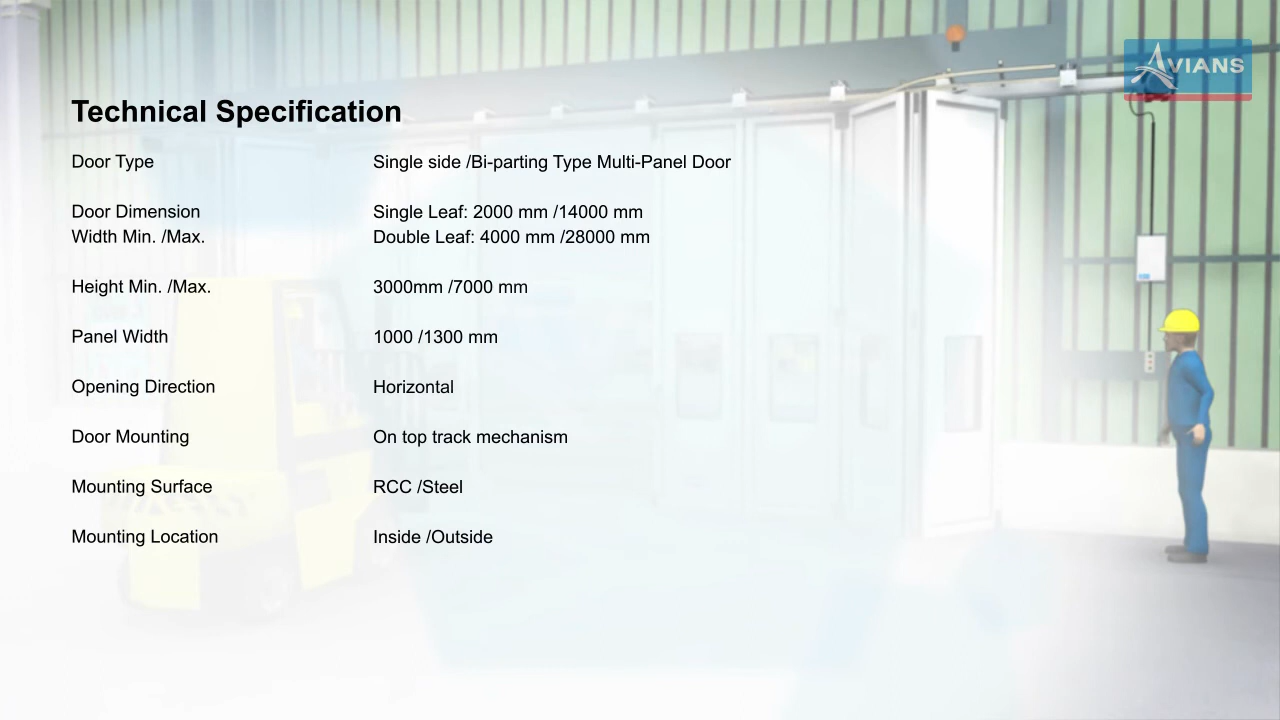 AVIANS
Technical Specification
Door Type Single side /Bi-parting Type Multi-Panel Door
Door Dimension Single Leaf: 2000 mm /14000 mm
Width Min. /Max. Double Leaf: 4000 mm /28000 mm
Height Min. /Max. 3000mm /7000 mm
Panel Width 1000 /1300 mm
Opening Direction Horizontal
Door Mounting On top track mechanism
Mounting Surface RCC /Steel
Mounting Location Inside /Outside